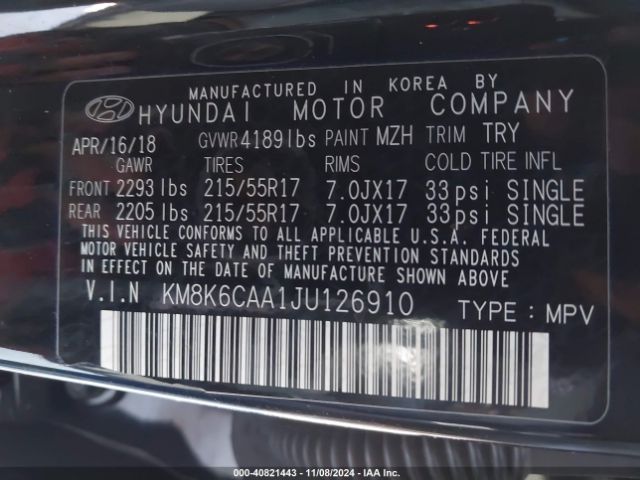 MANUFACTURED IN KOREA BY
HYUNDAI MOTOR COMPANY
APR/16/18 GVWR 4189lbs PAINT MZH TRIM TRY
GAWR TIRES RIMS COLD TIRE INFL
FRONT 2293 lbs 215/55R17 7.0JX17 33psi SINGLE
REAR 2205 lbs 215/55R17 7.0JX17 33psi SINGLE
THIS VEHICLE CONFORMS TO ALL APPLICABLE U.S.A. FEDERAL
MOTOR VEHICLE SAFETY AND THEFT PREVENTION STANDARDS
IN EFFECT ON THE DATE OF MANUFACTURE SHOWN ABOVE.
V.I.N KM8K6CAA1JU126910 TYPE : MPV
000-40821443 - 11/08/2024 - IAA Inc.